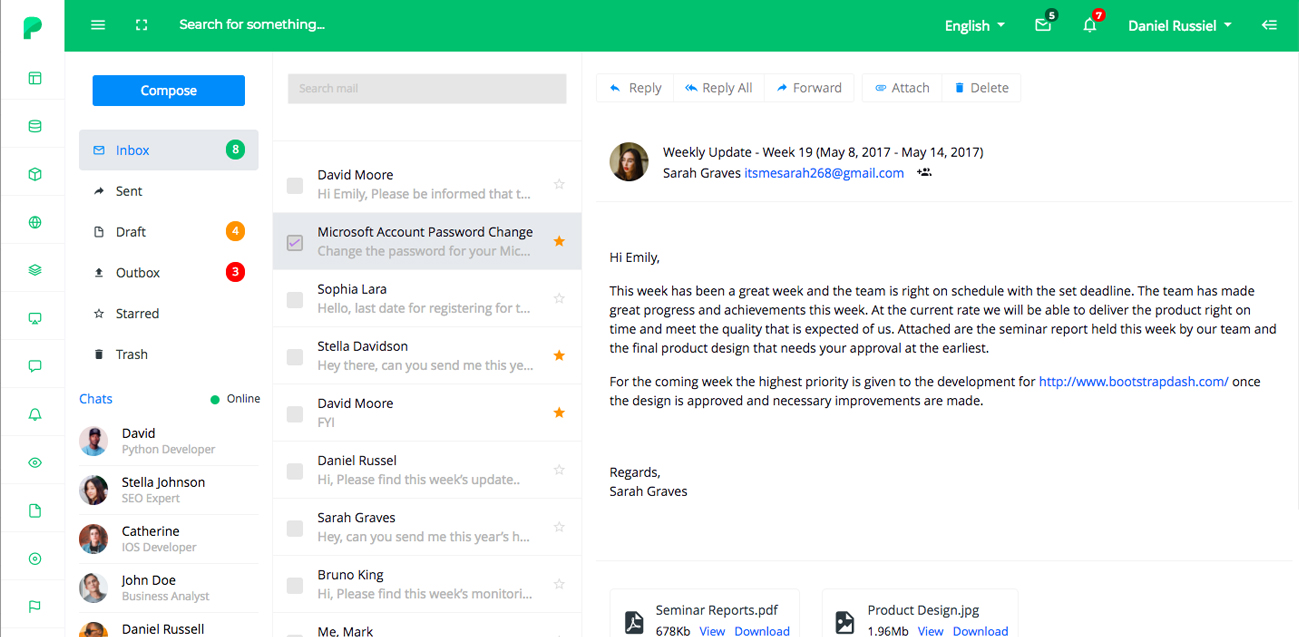 Search for something...
English
5
7
Daniel Russiel
Compose
Inbox
8
Sent
Draft
4
Outbox
3
Starred
Trash
Chats
Online
David
Python Developer
Stella Johnson
SEO Expert
Catherine
IOS Developer
John Doe
Business Analyst
Daniel Russell
Search mail
David Moore
Hi Emily, Please be informed that t...
Microsoft Account Password Change
Change the password for your Mic...
Sophia Lara
Hello, last date for registering for t...
Stella Davidson
Hey there, can you send me this ye...
David Moore
FYI
Daniel Russel
Hi, Please find this week's update..
Sarah Graves
Hey, can you send me this year's h...
Bruno King
Hi, Please find this week's monitori...
Me, Mark
Reply
Reply All
Forward
Attach
Delete
Weekly Update - Week 19 (May 8, 2017 - May 14, 2017)
Sarah Graves itsmesarah268@gmail.com
Hi Emily,
This week has been a great week and the team is right on schedule with the set deadline. The team has made
great progress and achievements this week. At the current rate we will be able to deliver the product right on
time and meet the quality that is expected of us. Attached are the seminar report held this week by our team and
the final product design that needs your approval at the earliest.
For the coming week the highest priority is given to the development for http://www.bootstrapdash.com/ once
the design is approved and necessary improvements are made.
Regards,
Sarah Graves
Seminar Reports.pdf
678Kb View Download
Product Design.jpg
1.96Mb View Download